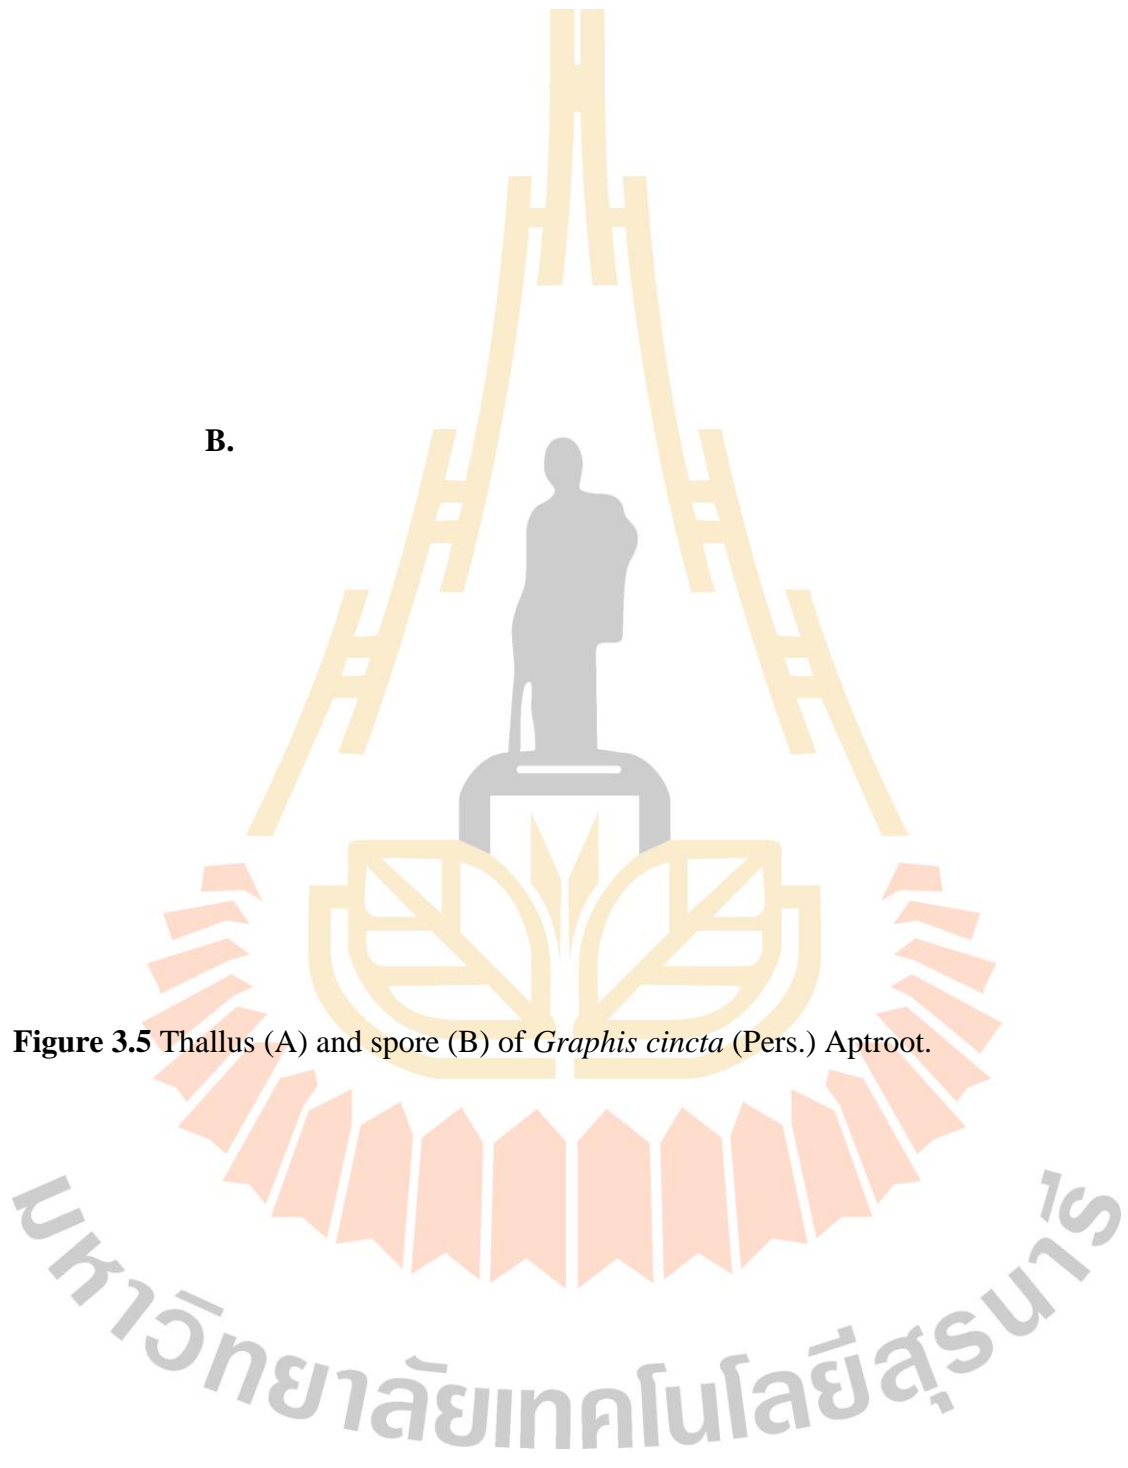 B.
Figure 3.5 Thallus (A) and spore (B) of Graphis cincta (Pers.) Aptroot.
มหาวิทยาลัยเทคโนโลยีสุรนารี